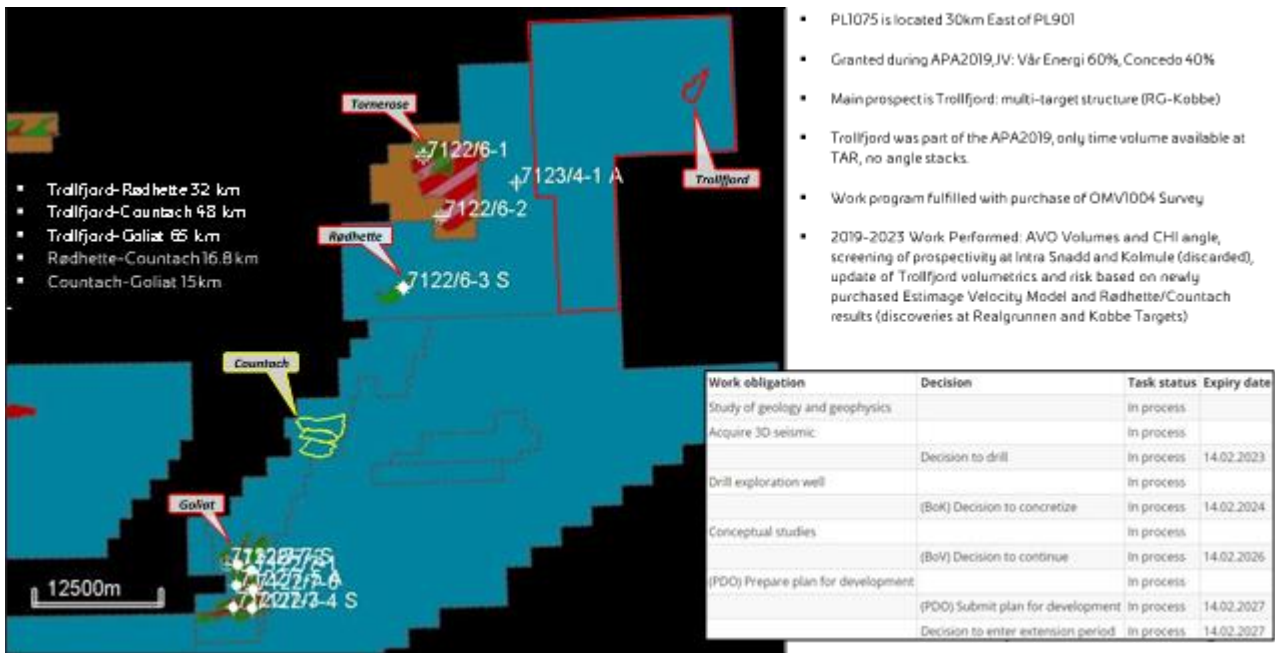 Tornerose
7122/6-1
7123/4-1 A
Trollfjord
7122/6-2
Rødhette
7122/6-3 S
Countach
Goliat
12500m
▪ Trollfjord-Rødhette 32 km
▪ Trollfjord-Countach 48 km
▪ Trollfjord-Goliat 65 km
▪ Rødhette-Countach 16.8 km
▪ Countach-Goliat 15km
▪ PL1075 is located 30km East of PL901
▪ Granted during APA2019, JV: Vår Energi 60%, Concedo 40%
▪ Main prospect is Trollfjord: multi-target structure (RG-Kobbe)
▪ Trollfjord was part of the APA2019, only time volume available at
TAR, no angle stacks.
▪ Work program fulfilled with purchase of OMV1004 Survey
▪ 2019-2023 Work Performed: AVO Volumes and CHI angle,
screening of prospectivity at Intra Snadd and Kolmule (discarded),
update of Trollfjord volumetrics and risk based on newly
purchased Estimage Velocity Model and Rødhette/Countach
results (discoveries at Realgrunnen and Kobbe Targets)
Work obligation Decision Task status Expiry date
Study of geology and geophysics In process
Acquire 3D seismic In process
Decision to drill In process 14.02.2023
Drill exploration well In process
(BoK) Decision to concretize In process 14.02.2024
Conceptual studies In process
(BoV) Decision to continue In process 14.02.2026
(PDO) Prepare plan for development In process
(PDO) Submit plan for development In process 14.02.2027
Decision to enter extension period In process 14.02.2027